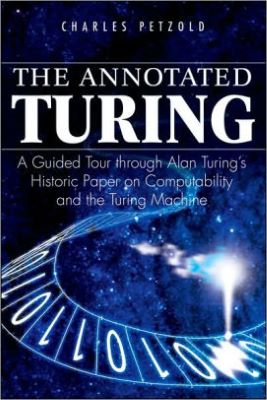 CHARLES PETZOLD
THE ANNOTATED
TURING
A Guided Tour through Alan Turing's
Historic Paper on Computability
and the Turing Machine